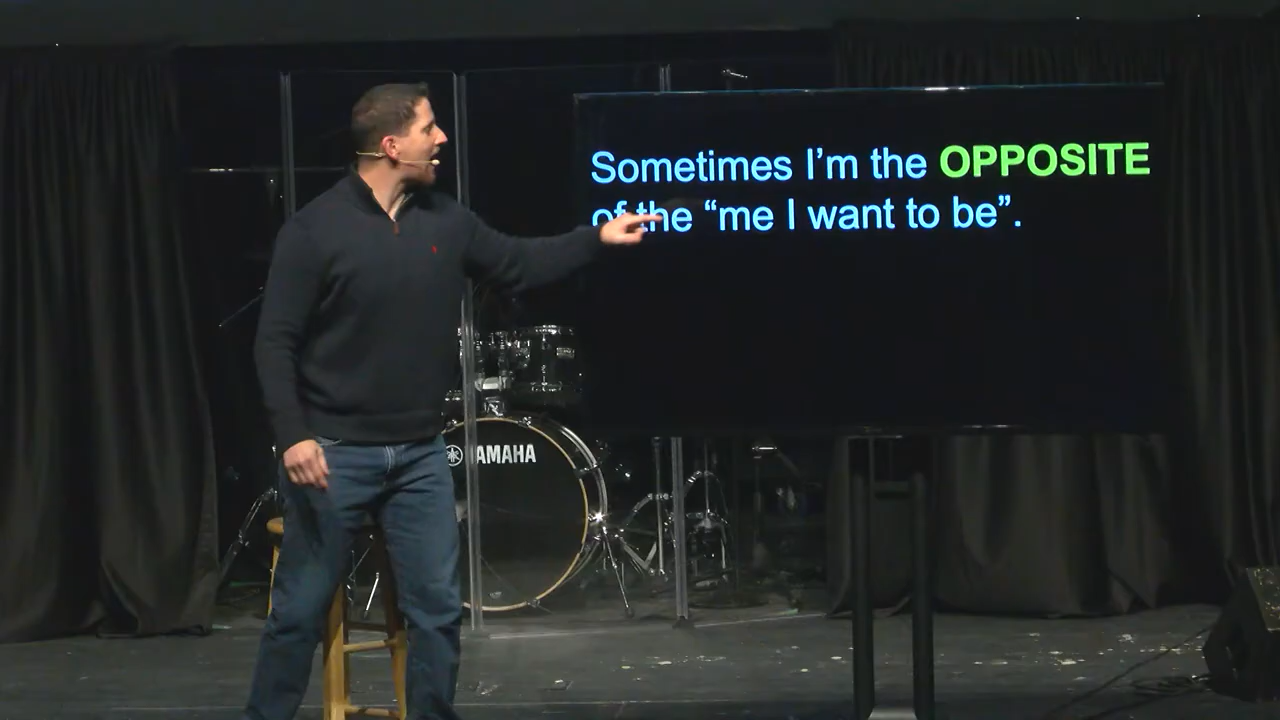 Sometimes I’m the OPPOSITE
of the “me I want to be”.
YAMAHA